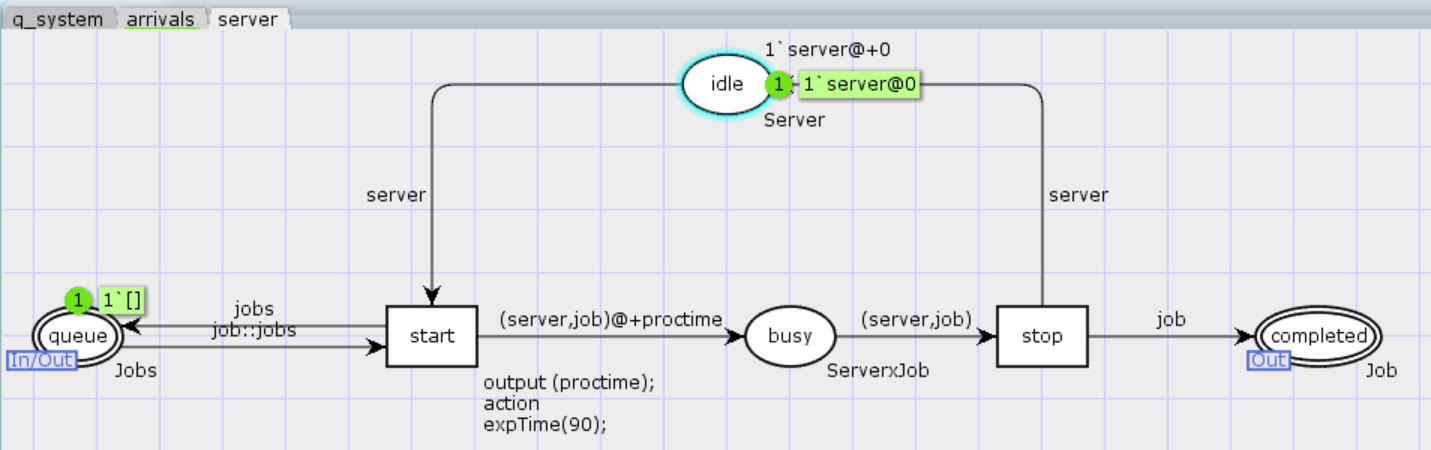 q_system arrivals server
1`server@+0
idle
1
1`server@0
Server
server
server
1
1`[]
jobs
job::jobs
queue
In/Out
Jobs
start
(server,job)@+proctime
busy
ServerxJob
(server,job)
stop
job
completed
Out
Job
output (proctime);
action
expTime(90);